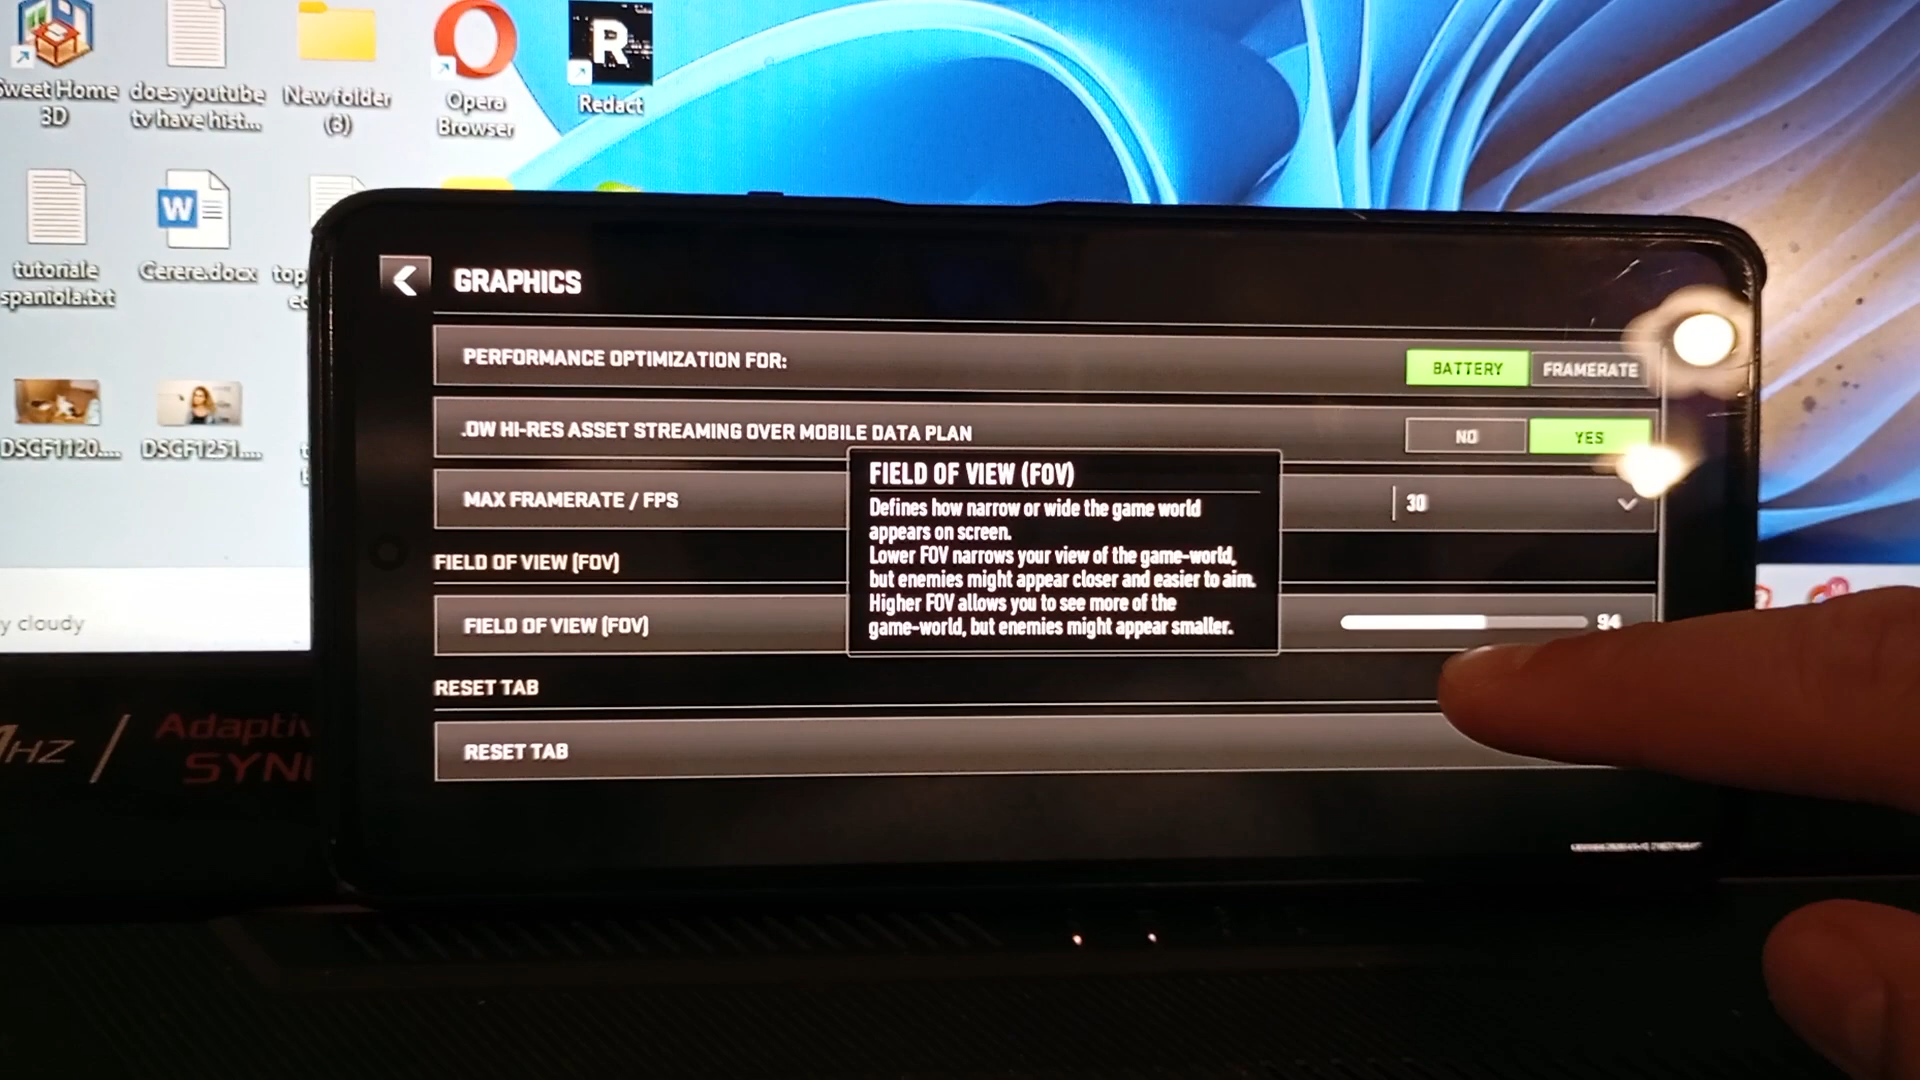 Sweet Home
3D
does youtube
tv have hist...
New folder
(3)
Opera
Browser
R
Redact
tutoriale
spaniola.txt
W
Cerere.docx
top
DSCF1120....
DSCF1251....
y cloudy
Hz / Adaptiv
SYN
GRAPHICS
PERFORMANCE OPTIMIZATION FOR:
BATTERY
FRAMERATE
.OW HI-RES ASSET STREAMING OVER MOBILE DATA PLAN
NO
YES
MAX FRAMERATE / FPS
30
FIELD OF VIEW (FOV)
FIELD OF VIEW (FOV)
94
FIELD OF VIEW (FOV)
Defines how narrow or wide the game world
appears on screen.
Lower FOV narrows your view of the game-world,
but enemies might appear closer and easier to aim.
Higher FOV allows you to see more of the
game-world, but enemies might appear smaller.
RESET TAB
RESET TAB